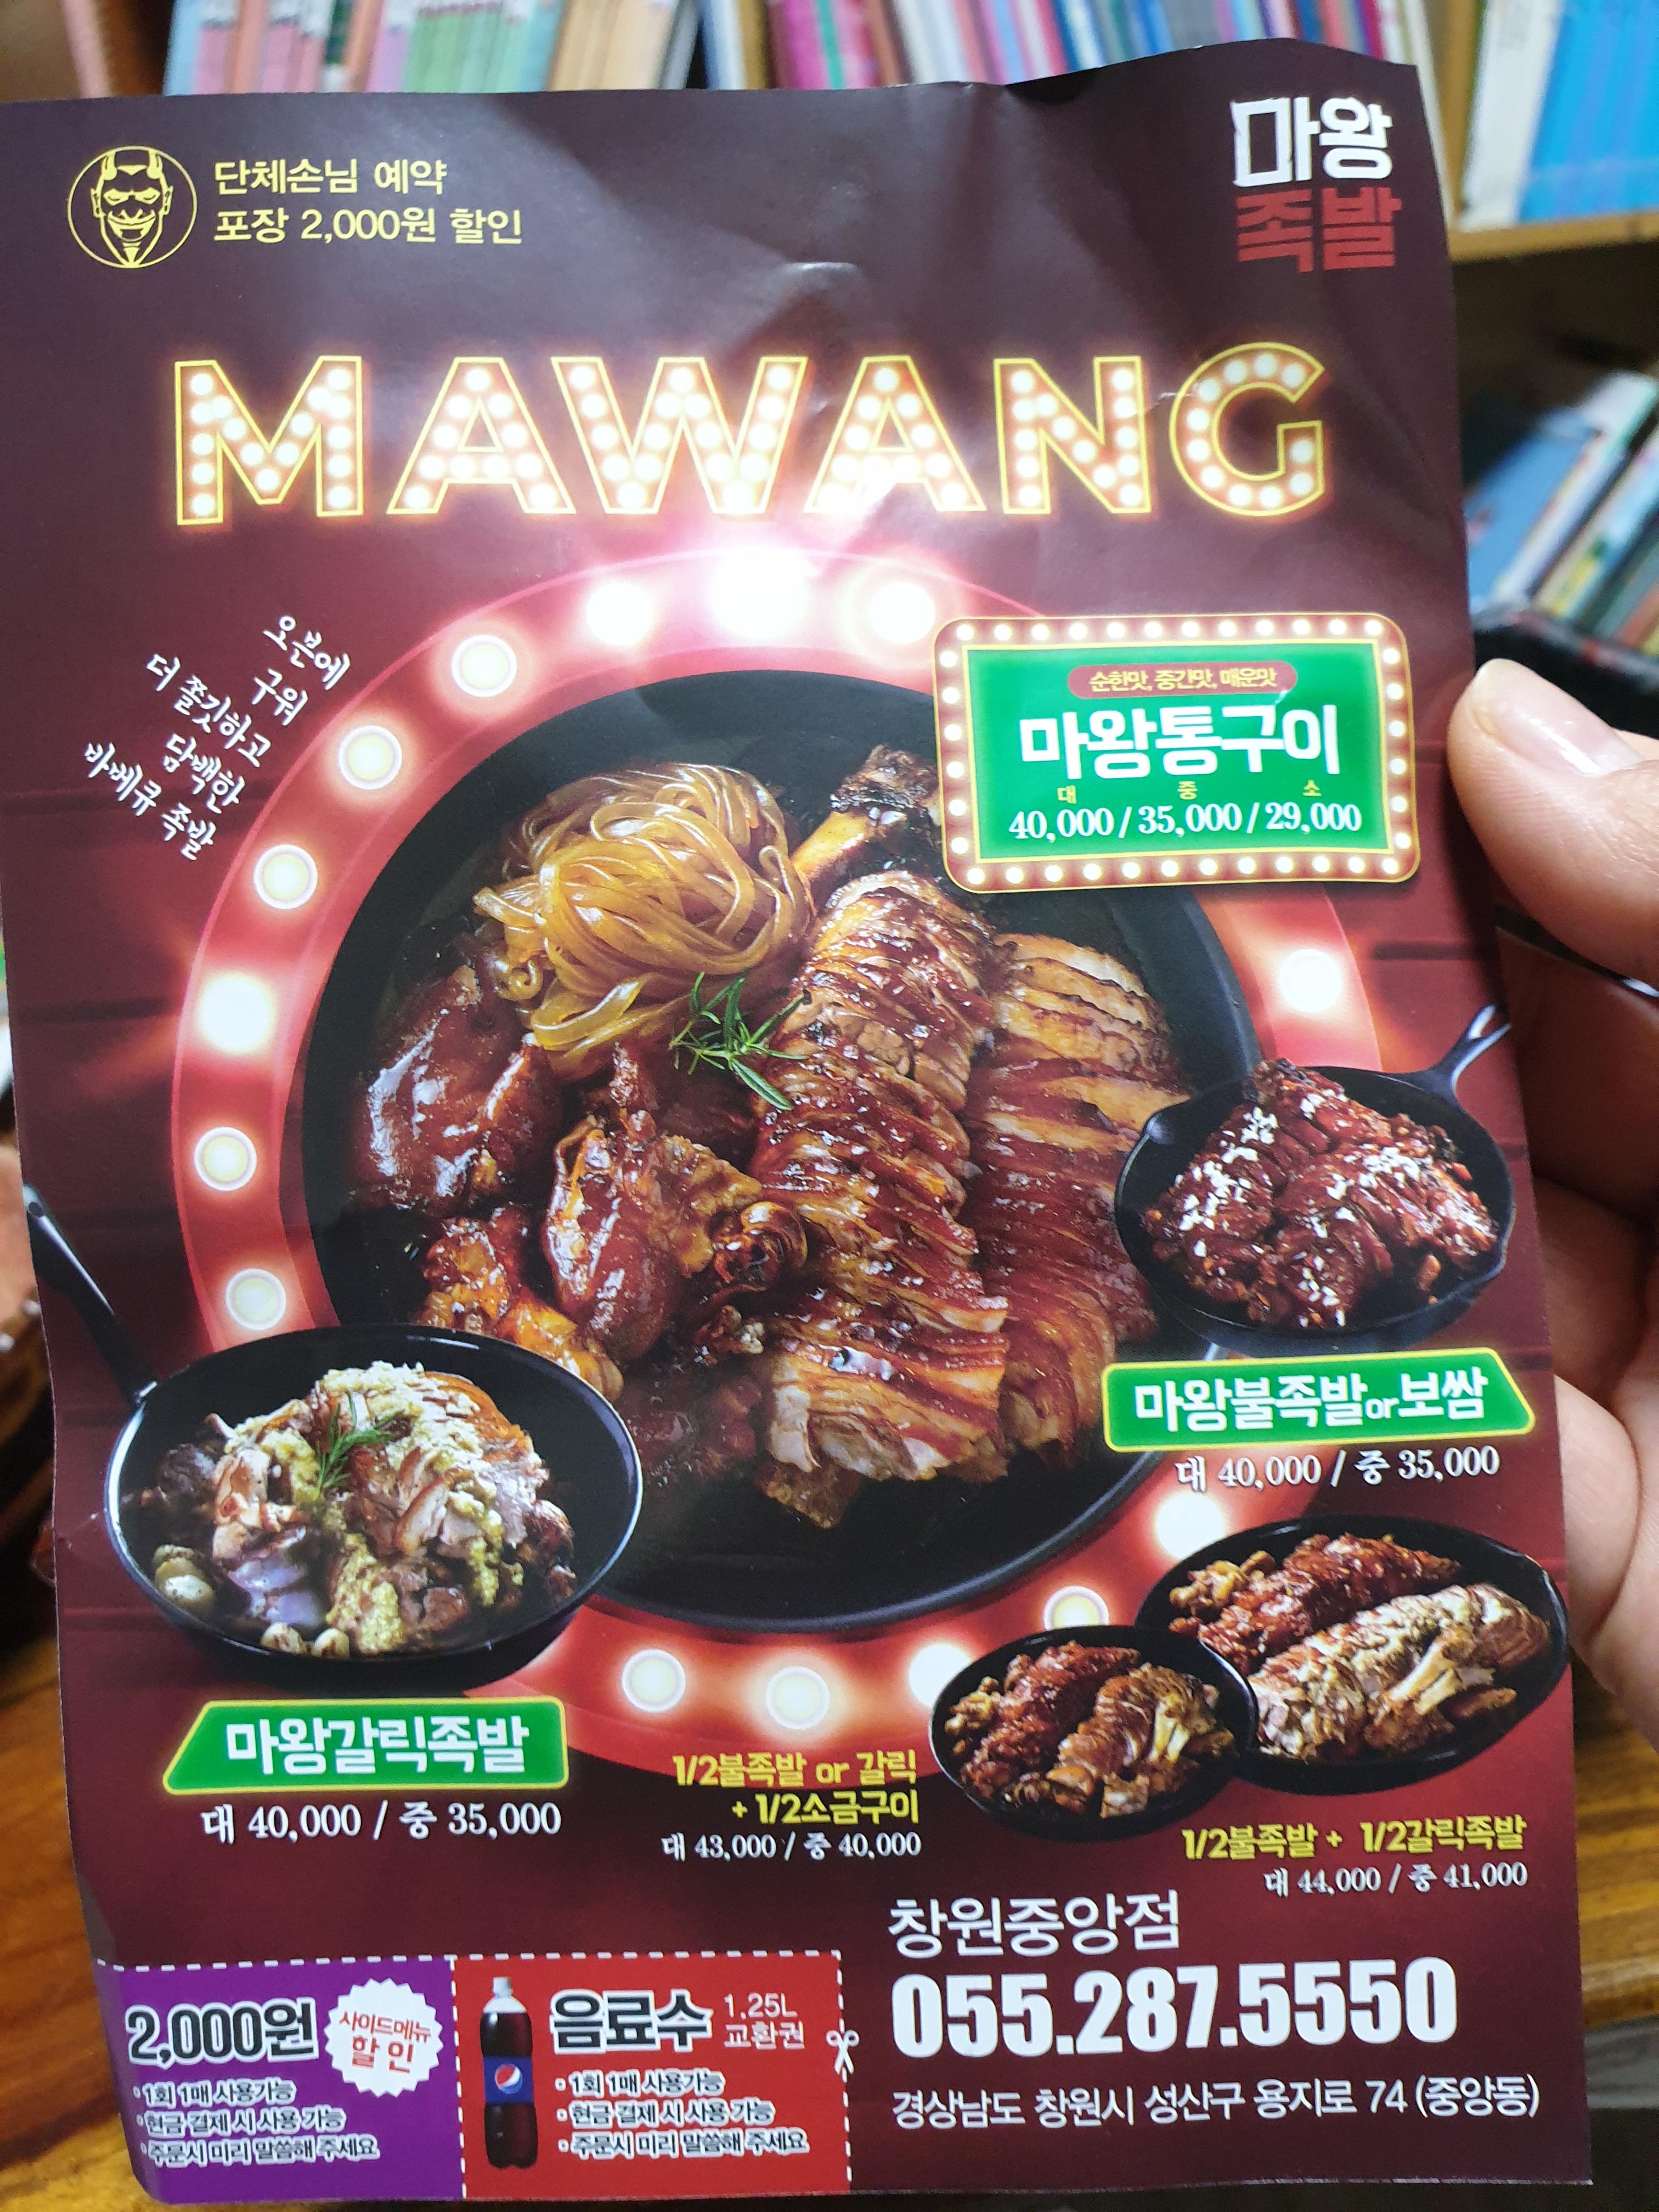 단체손님 예약
포장 2,000원 할인
마왕
족발
MAWANG
오븐에
구워
더 쫄깃하고
담백한
바베큐 족발
순한맛, 중간맛, 매운맛
마왕통구이
대 중 소
40,000 / 35,000 / 29,000
마왕불족발or보쌈
대 40,000 / 중 35,000
마왕갈릭족발
대 40,000 / 중 35,000
1/2불족발 or 갈릭
+ 1/2소금구이
대 43,000 / 중 40,000
1/2불족발 + 1/2갈릭족발
대 44,000 / 중 41,000
창원중앙점
055.287.5550
경상남도 창원시 성산구 용지로 74 (중앙동)
2,000원
사이드메뉴
할인
· 1회 1매 사용가능
· 현금 결제 시 사용 가능
· 주문시 미리 말씀해 주세요
음료수 1.25L
교환권
· 1회 1매 사용가능
· 현금 결제 시 사용 가능
· 주문시 미리 말씀해 주세요